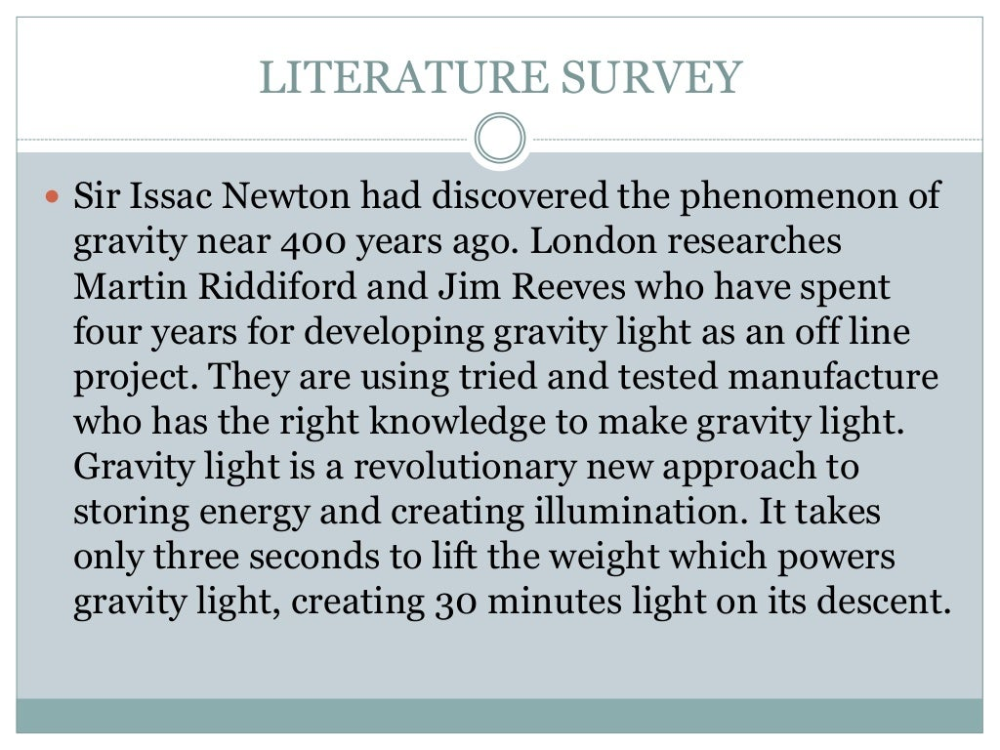 LITERATURE SURVEY
• Sir Issac Newton had discovered the phenomenon of
gravity near 400 years ago. London researches
Martin Riddiford and Jim Reeves who have spent
four years for developing gravity light as an off line
project. They are using tried and tested manufacture
who has the right knowledge to make gravity light.
Gravity light is a revolutionary new approach to
storing energy and creating illumination. It takes
only three seconds to lift the weight which powers
gravity light, creating 30 minutes light on its descent.